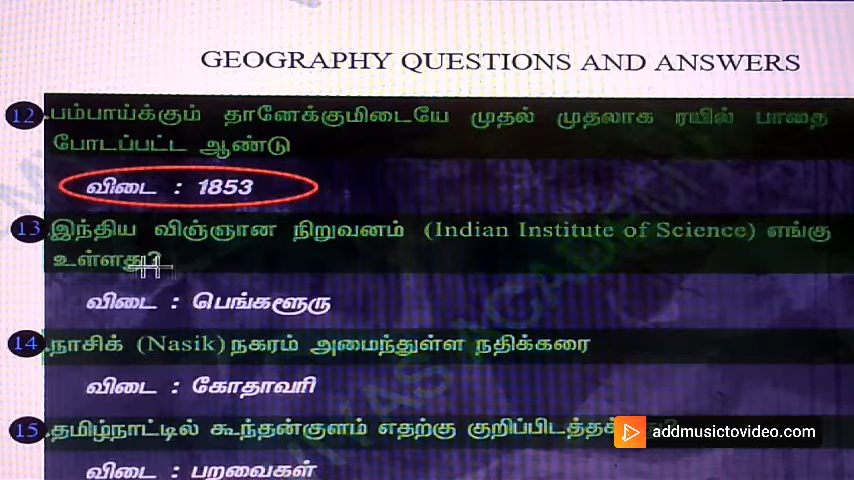 GEOGRAPHY QUESTIONS AND ANSWERS
12.பம்பாய்க்கும் தானேக்குமிடையே முதல் முதலாக ரயில் பாதை
போடப்பட்ட ஆண்டு
விடை : 1853
13.இந்திய விஞ்ஞான நிறுவனம் (Indian Institute of Science) எங்கு
உள்ளது?
விடை : பெங்களூரு
14.நாசிக் (Nasik) நகரம் அமைந்துள்ள நதிக்கரை
விடை : கோதாவரி
15.தமிழ்நாட்டில் கூந்தன்குளம் எதற்கு
addmusictovideo.com
விடை : பறவைகள்